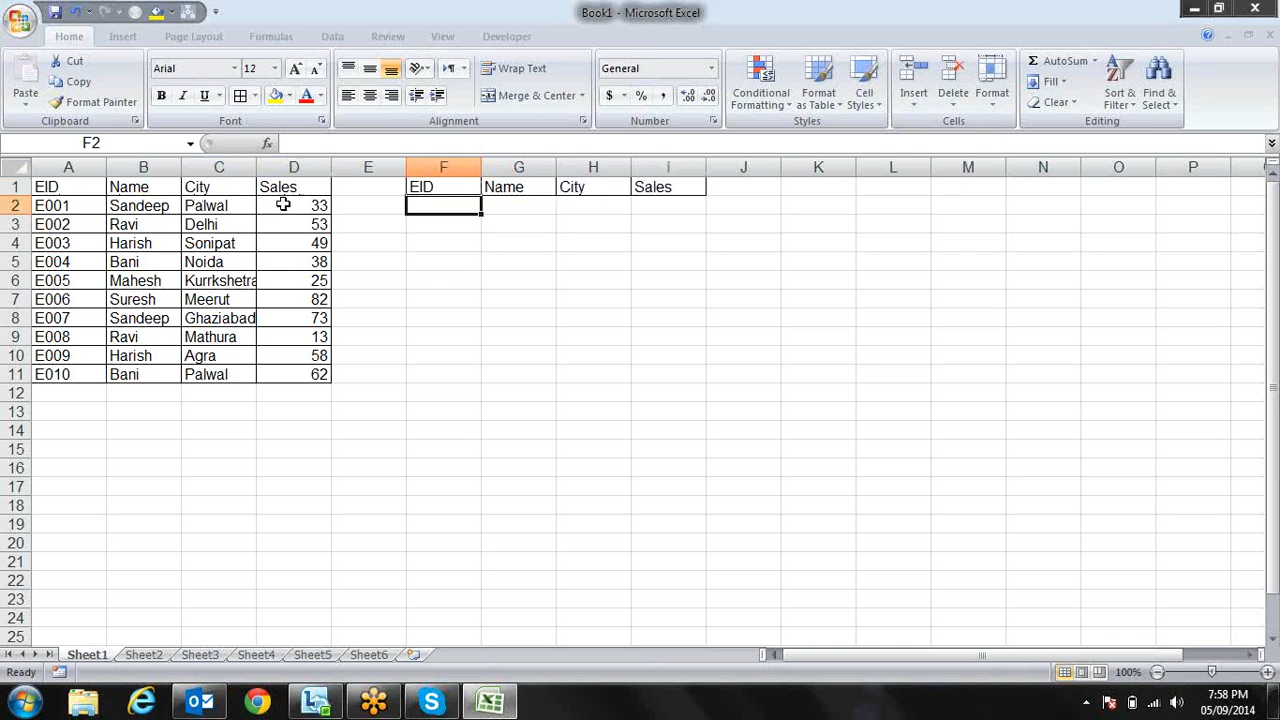 Book1 - Microsoft Excel
Home Insert Page Layout Formulas Data Review View Developer
Paste Cut Copy Format Painter Clipboard
Arial 12 B I U A A A Font
Wrap Text Merge & Center Alignment
General $ % , Number
Conditional Formatting Format as Table Cell Styles Styles
Insert Delete Format Cells
Σ AutoSum Fill Clear Sort & Filter Find & Select Editing
F2 fx
A B C D E F G H I J K L M N O P
1 EID Name City Sales EID Name City Sales
2 E001 Sandeep Palwal 33
3 E002 Ravi Delhi 53
4 E003 Harish Sonipat 49
5 E004 Bani Noida 38
6 E005 Mahesh Kurrkshetra 25
7 E006 Suresh Meerut 82
8 E007 Sandeep Ghaziabad 73
9 E008 Ravi Mathura 13
10 E009 Harish Agra 58
11 E010 Bani Palwal 62
12
13
14
15
16
17
18
19
20
21
22
23
24
25
Sheet1 Sheet2 Sheet3 Sheet4 Sheet5 Sheet6
Ready 100%
7:58 PM
05/09/2014